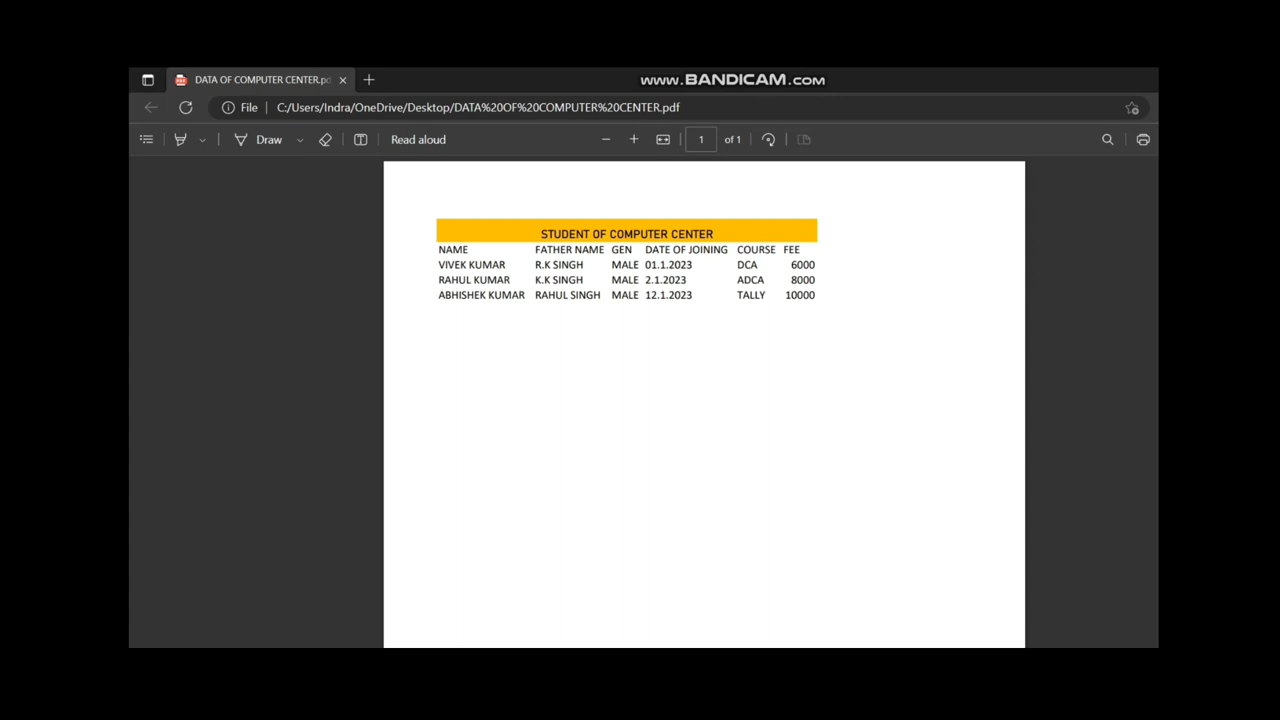 DATA OF COMPUTER CENTER.pd
www.BANDICAM.com
File C:/Users/Indra/OneDrive/Desktop/DATA%20OF%20COMPUTER%20CENTER.pdf
Draw Read aloud 1 of 1
STUDENT OF COMPUTER CENTER
NAME FATHER NAME GEN DATE OF JOINING COURSE FEE
VIVEK KUMAR R.K SINGH MALE 01.1.2023 DCA 6000
RAHUL KUMAR K.K SINGH MALE 2.1.2023 ADCA 8000
ABHISHEK KUMAR RAHUL SINGH MALE 12.1.2023 TALLY 10000